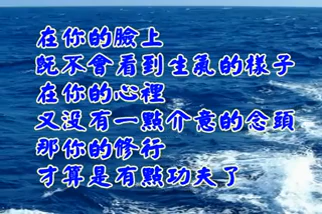 在你的臉上
既不會看到生氣的樣子
在你的心裡
又没有一點介意的念頭
那你的修行
才算是有點功夫了